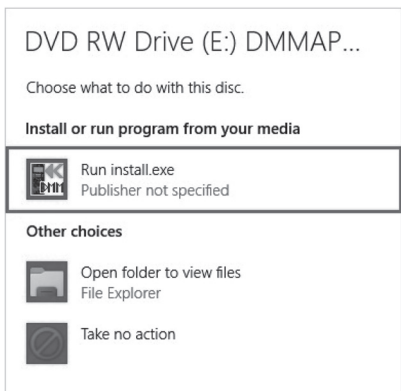 DVD RW Drive (E:) DMMAP...
Choose what to do with this disc.
Install or run program from your media
Run install.exe
DMM
Publisher not specified
Other choices
Open folder to view files
File Explorer
Take no action